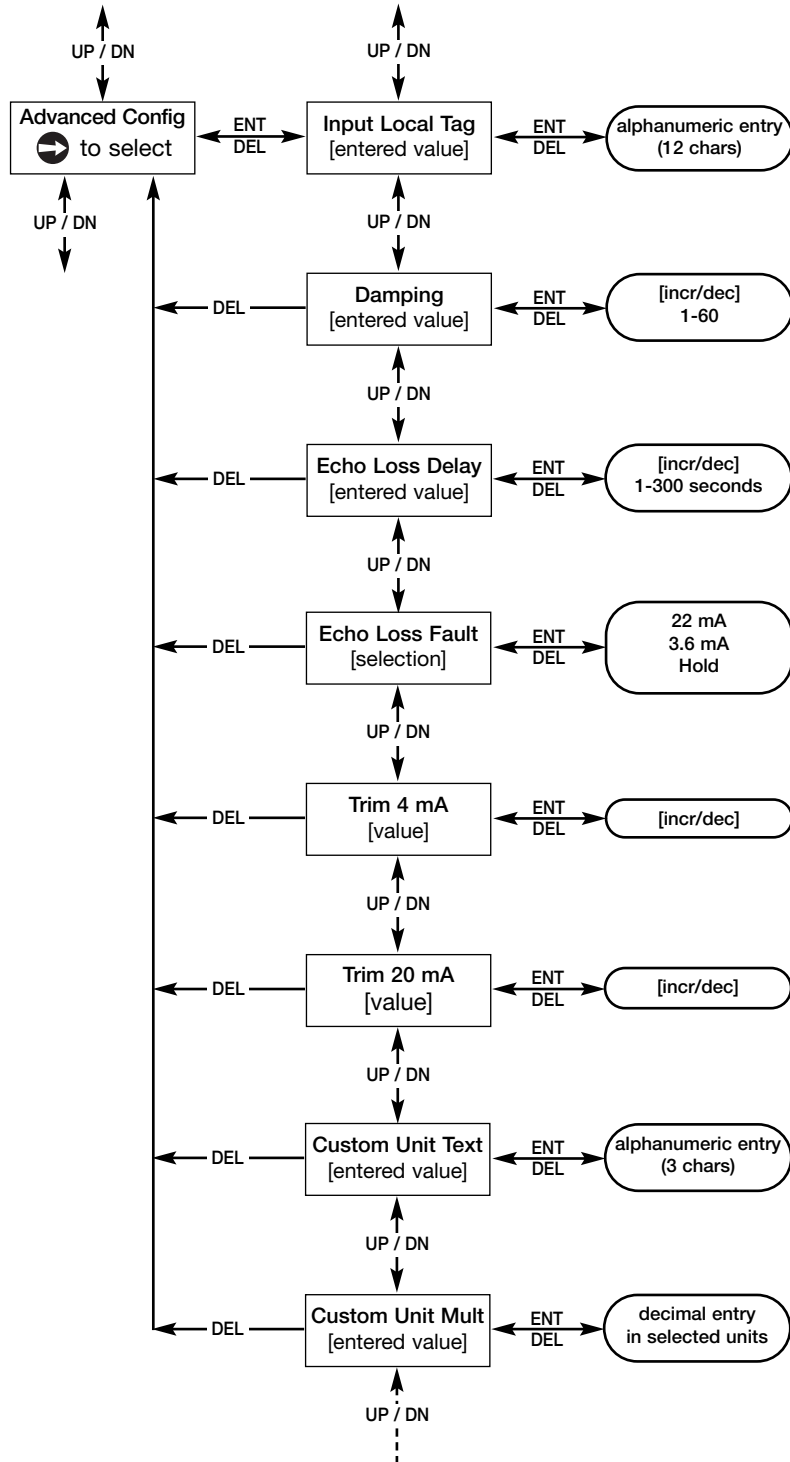 UP / DN
UP / DN
Advanced Config
to select
ENT
DEL
Input Local Tag
[entered value]
ENT
DEL
alphanumeric entry
(12 chars)
UP / DN
UP / DN
DEL
Damping
[entered value]
ENT
DEL
[incr/dec]
1-60
UP / DN
DEL
Echo Loss Delay
[entered value]
ENT
DEL
[incr/dec]
1-300 seconds
UP / DN
DEL
Echo Loss Fault
[selection]
ENT
DEL
22 mA
3.6 mA
Hold
UP / DN
DEL
Trim 4 mA
[value]
ENT
DEL
[incr/dec]
UP / DN
DEL
Trim 20 mA
[value]
ENT
DEL
[incr/dec]
UP / DN
DEL
Custom Unit Text
[entered value]
ENT
DEL
alphanumeric entry
(3 chars)
UP / DN
DEL
Custom Unit Mult
[entered value]
ENT
DEL
decimal entry
in selected units
UP / DN